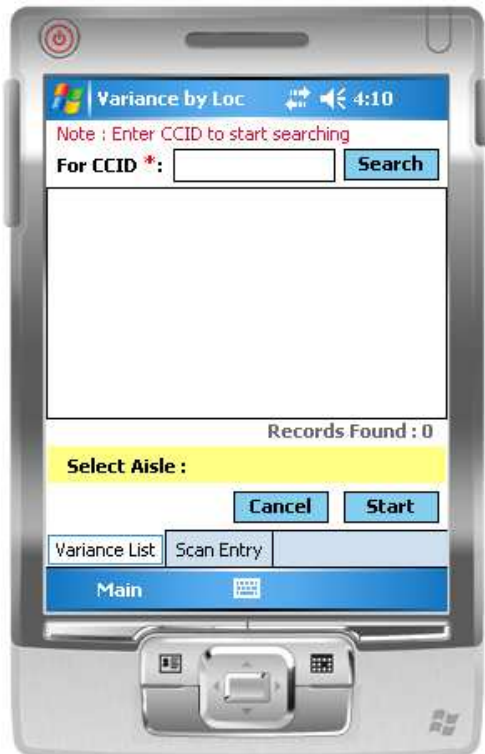 Variance by Loc 4:10
Note : Enter CCID to start searching
For CCID *: Search
Records Found : 0
Select Aisle :
Cancel Start
Variance List Scan Entry
Main